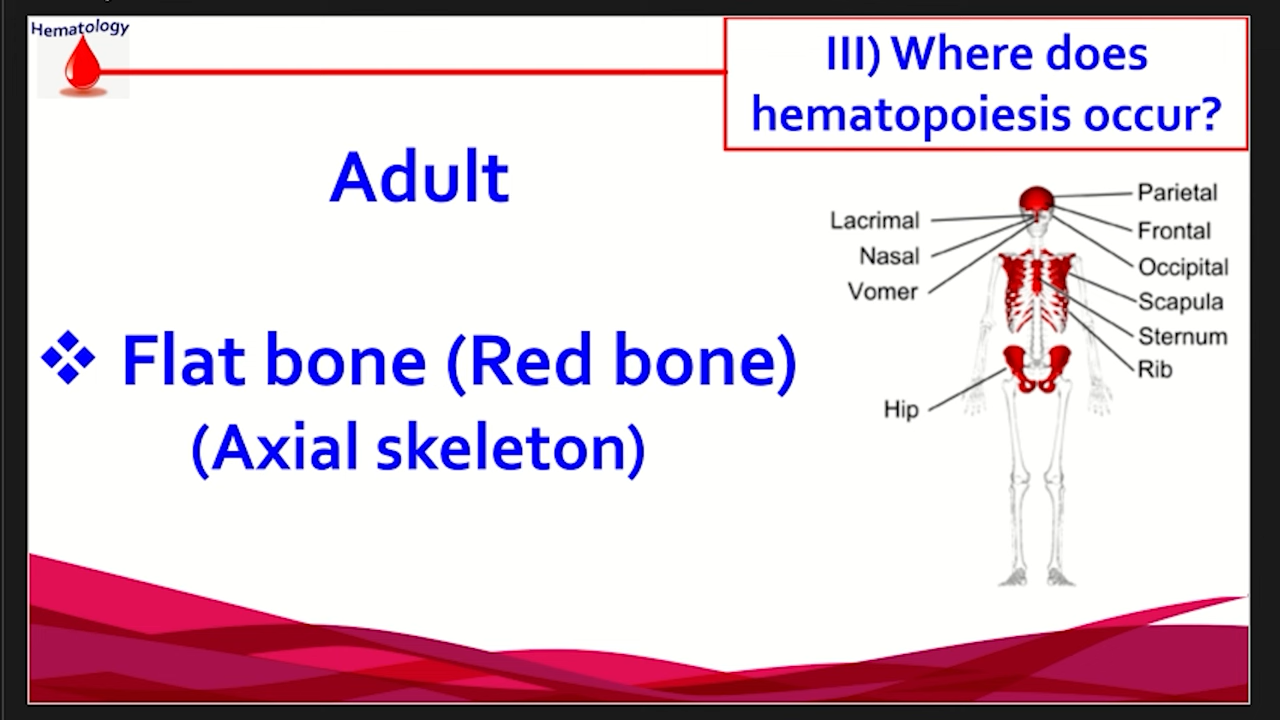 Hematology
III) Where does
hematopoiesis occur?
Adult
❖ Flat bone (Red bone)
(Axial skeleton)
Lacrimal
Nasal
Vomer
Hip
Parietal
Frontal
Occipital
Scapula
Sternum
Rib